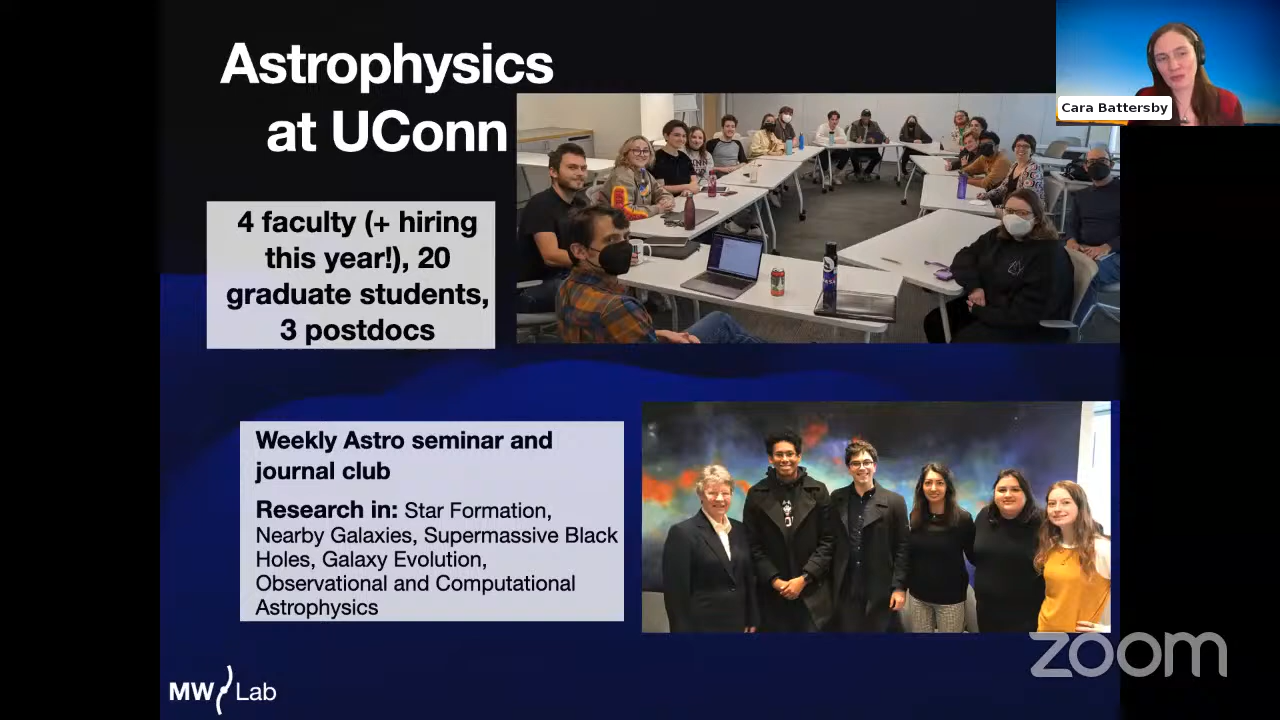 Astrophysics
at UConn
Cara Battersby
4 faculty (+ hiring
this year!), 20
graduate students,
3 postdocs
Weekly Astro seminar and
journal club
Research in: Star Formation,
Nearby Galaxies, Supermassive Black
Holes, Galaxy Evolution,
Observational and Computational
Astrophysics
MW Lab
zoom